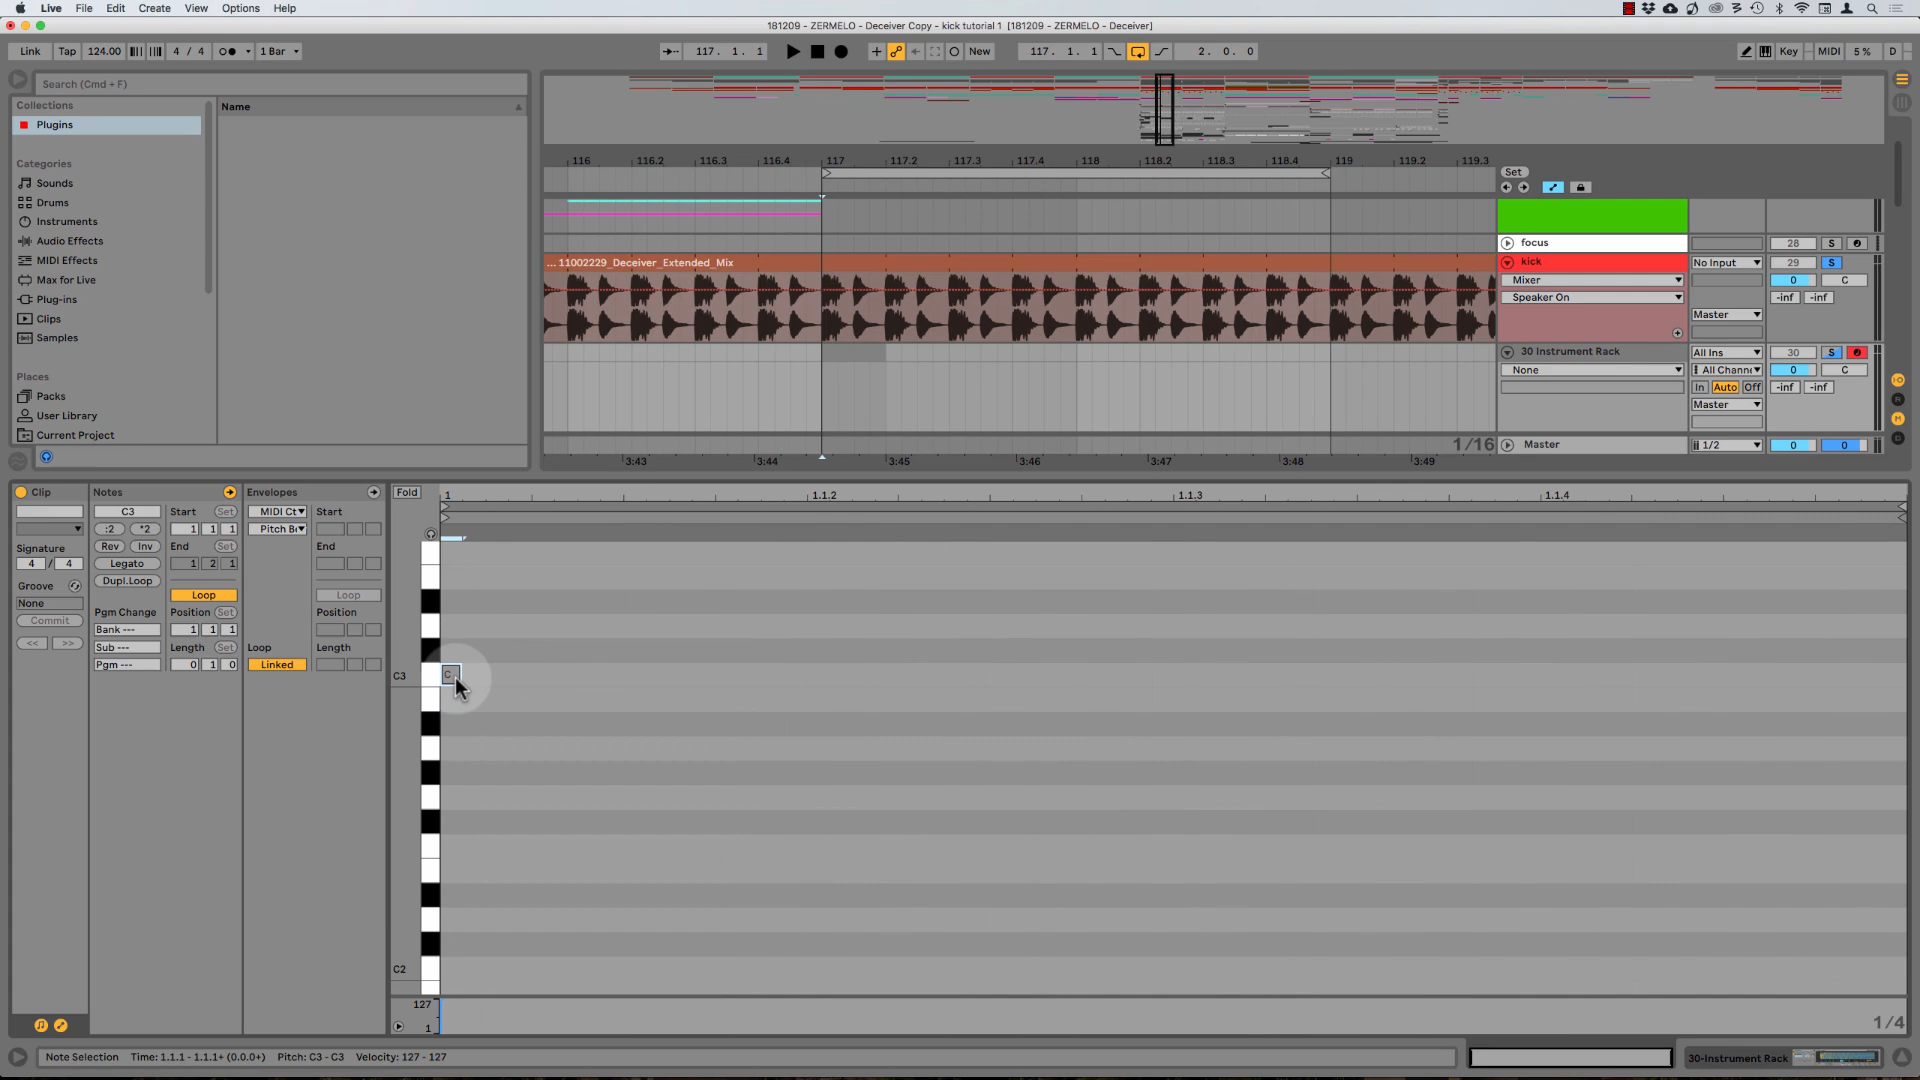 Live File Edit Create View Options Help
181209 - ZERMELO - Deceiver Copy - kick tutorial 1 [181209 - ZERMELO - Deceiver]
Link Tap 124.00 4 / 4 1 Bar 117. 1. 1 New 117. 1. 1 2. 0. 0 Key MIDI 5 % D
Search (Cmd + F)
Collections
Name
Plugins
Categories
Sounds
Drums
Instruments
Audio Effects
MIDI Effects
Max for Live
Plug-ins
Clips
Samples
Places
Packs
User Library
Current Project
116 116.2 116.3 116.4 117 117.2 117.3 117.4 118 118.2 118.3 118.4 119 119.2 119.3
Set
focus 28 S
... 11002229_Deceiver_Extended_Mix
kick No Input 29 S
Mixer 0 C
Speaker On -inf -inf
Master
30 Instrument Rack All Ins 30 S
None All Channe 0 C
In Auto Off -inf -inf
Master
1/16
Master 1/2 0 0
3:43 3:44 3:45 3:46 3:47 3:48 3:49
Clip Notes Envelopes Fold 1 1.1.2 1.1.3 1.1.4
C3 Start Set MIDI Ct Start
:2 *2 1 1 1 Pitch Be
Signature Rev Inv End Set End
4 / 4 Legato 1 2 1
Groove Dupl.Loop Loop Loop
None
Commit Pgm Change Position Set Position
Bank --- 1 1 1
<< >> Sub --- Length Set Loop Length
Pgm --- 0 1 0 Linked
C3 C
C2
127
1
1/4
Note Selection Time: 1.1.1 - 1.1.1+ (0.0.0+) Pitch: C3 - C3 Velocity: 127 - 127
30-Instrument Rack